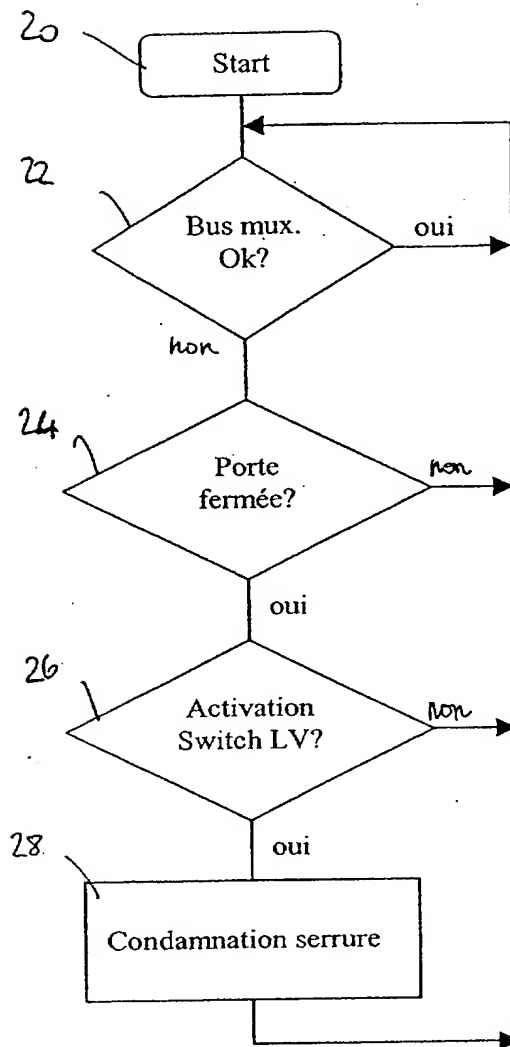 20
Start
22
Bus mux.
Ok?
oui
non
24
Porte
fermée?
non
oui
26
Activation
Switch LV?
non
oui
28
Condamnation serrure